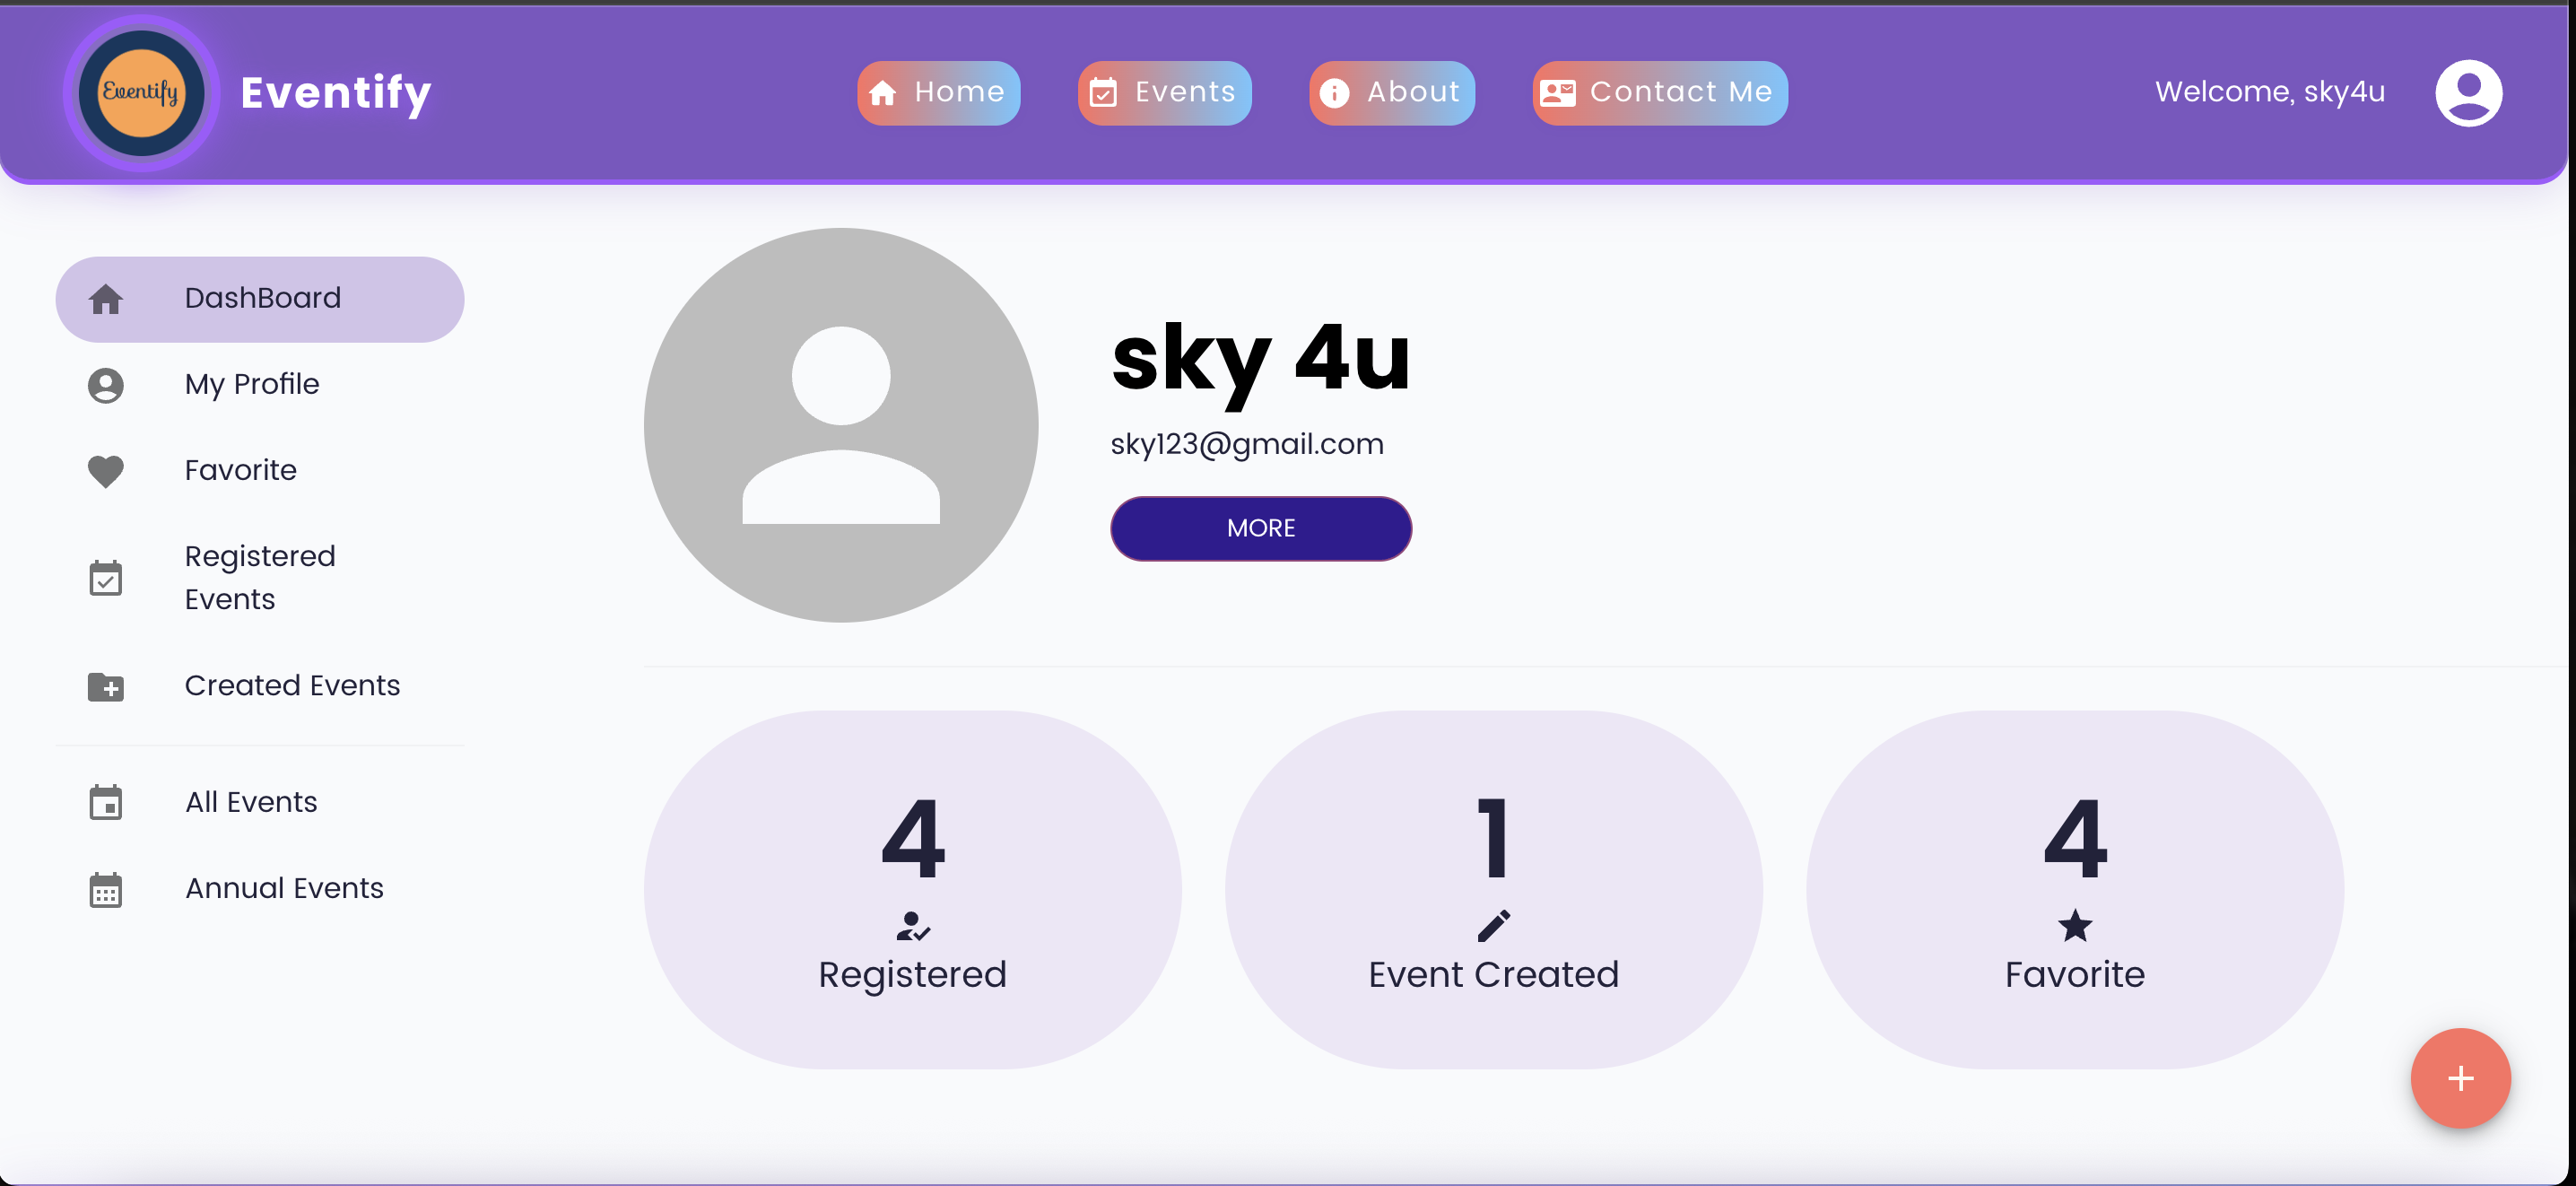 Eventify
Eventify
Home
Events
About
Contact Me
Welcome, sky4u
DashBoard
My Profile
Favorite
Registered
Events
Created Events
All Events
Annual Events
sky 4u
sky123@gmail.com
MORE
4
Registered
1
Event Created
4
Favorite
+